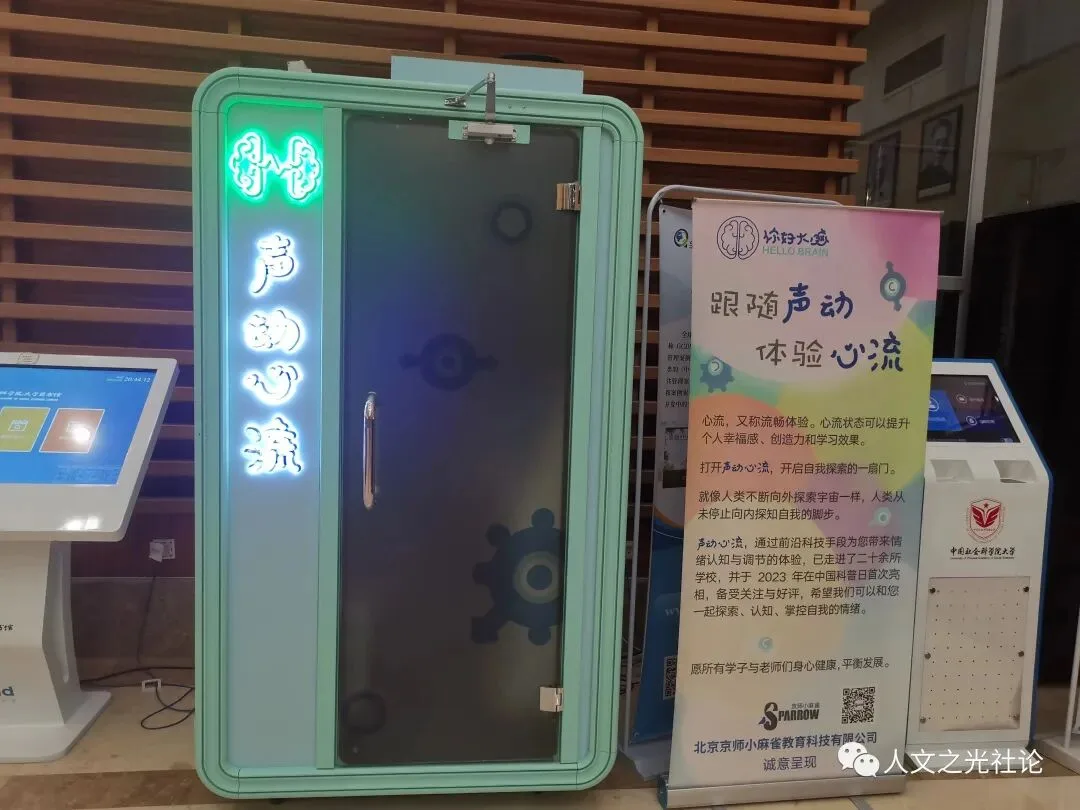 声动心流
你好大脑
HELLO BRAIN
跟随声动
体验心流
心流，又称流畅体验。心流状态可以提升
个人幸福感、创造力和学习效果。
打开声动心流，开启自我探索的一扇门。
就像人类不断向外探索宇宙一样，人类从
未停止向内探知自我的脚步。
声动心流，通过前沿科技手段为您带来情
绪认知与调节的体验，已走进了二十余所
学校，并于 2023 年在中国科普日首次亮
相，备受关注与好评，希望我们可以和您
一起探索、认知、掌控自我的情绪。
愿所有学子与老师们身心健康,平衡发展。
京师小麻雀
SPARROW
北京京师小麻雀教育科技有限公司
诚意呈现
中国社会科学院大学
20:44:12
人文之光社论